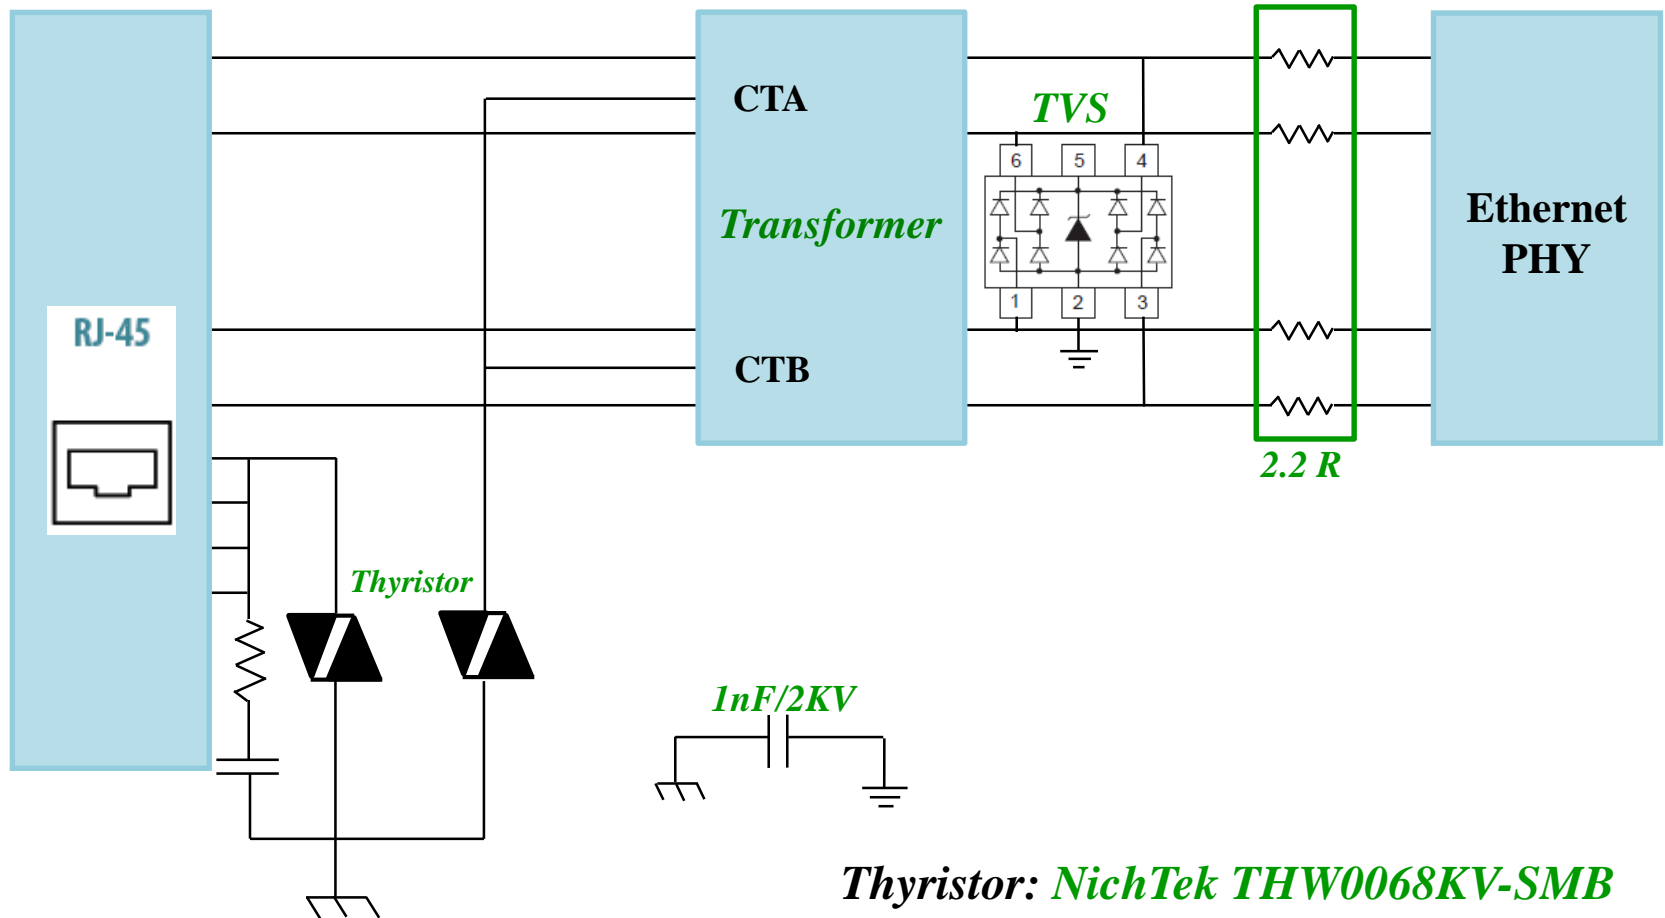 CTA
TVS
6 5 4
Transformer
Ethernet
PHY
1 2 3
RJ-45
CTB
2.2 R
Thyristor
1nF/2KV
Thyristor: NichTek THW0068KV-SMB